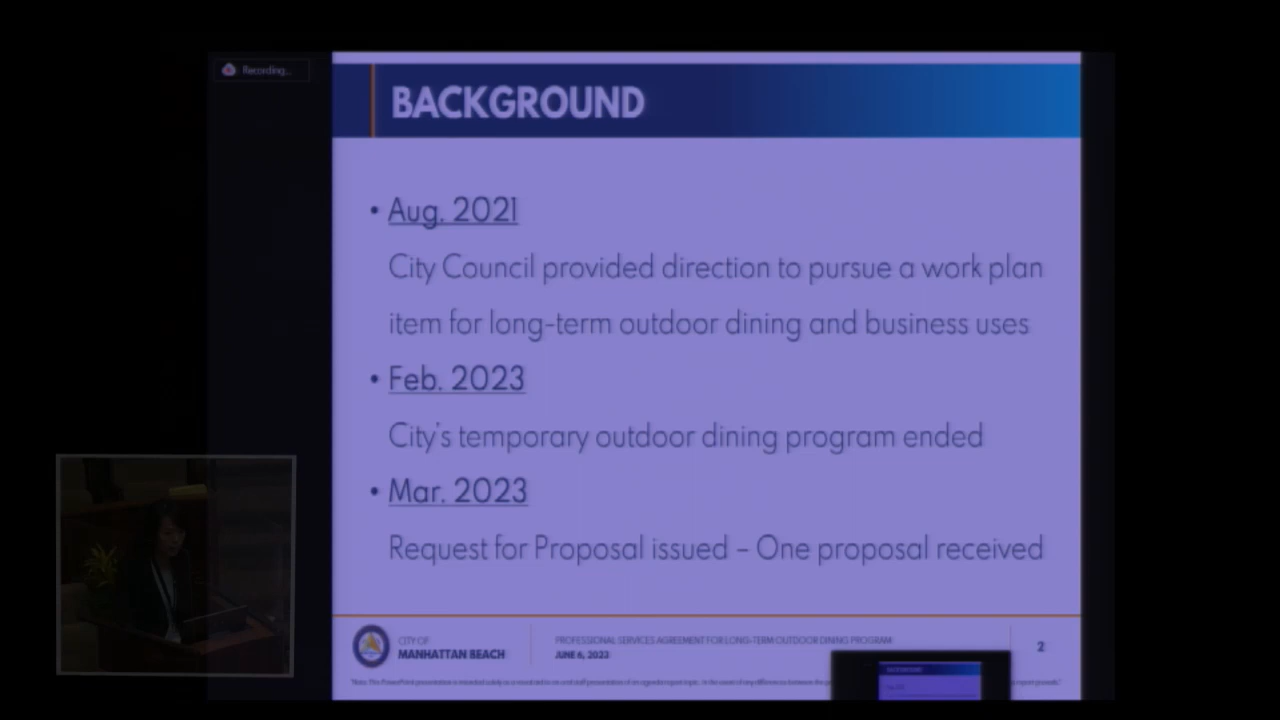 Recording...
BACKGROUND
• Aug. 2021
City Council provided direction to pursue a work plan
item for long-term outdoor dining and business uses
• Feb. 2023
City's temporary outdoor dining program ended
• Mar. 2023
Request for Proposal issued – One proposal received
CITY OF
MANHATTAN BEACH
PROFESSIONAL SERVICES AGREEMENT FOR LONG-TERM OUTDOOR DINING PROGRAM
JUNE 6, 2023
2
BACKGROUND